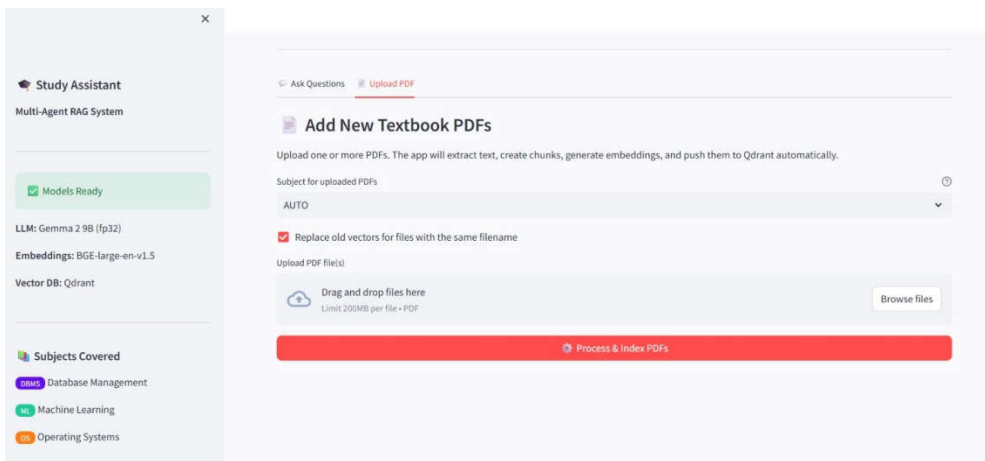 ×
Study Assistant
Multi-Agent RAG System
Models Ready
LLM: Gemma 2 9B (fp32)
Embeddings: BGE-large-en-v1.5
Vector DB: Qdrant
Subjects Covered
DBMS Database Management
ML Machine Learning
OS Operating Systems
Ask Questions Upload PDF
Add New Textbook PDFs
Upload one or more PDFs. The app will extract text, create chunks, generate embeddings, and push them to Qdrant automatically.
Subject for uploaded PDFs
AUTO
Replace old vectors for files with the same filename
Upload PDF file(s)
Drag and drop files here
Limit 200MB per file • PDF
Browse files
Process & Index PDFs